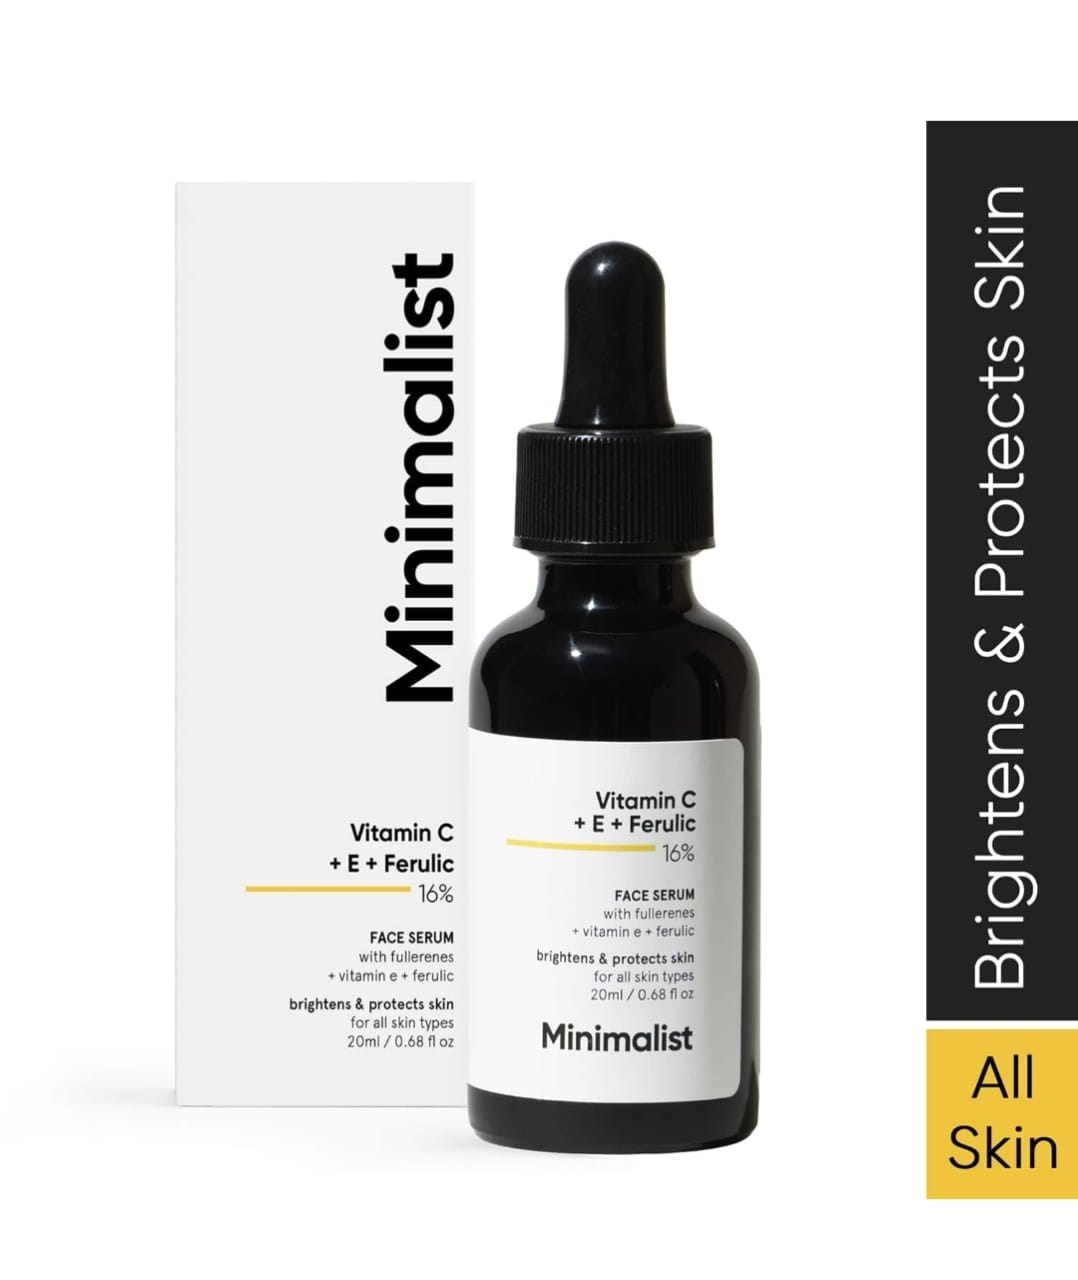 Minimalist
Vitamin C
+ E + Ferulic
16%
FACE SERUM
with fullerenes
+ vitamin e + ferulic
brightens & protects skin
for all skin types
20ml / 0.68 fl oz
Vitamin C
+ E + Ferulic
16%
FACE SERUM
with fullerenes
+ vitamin e + ferulic
brightens & protects skin
for all skin types
20ml / 0.68 fl oz
Minimalist
Brightens & Protects Skin
All
Skin